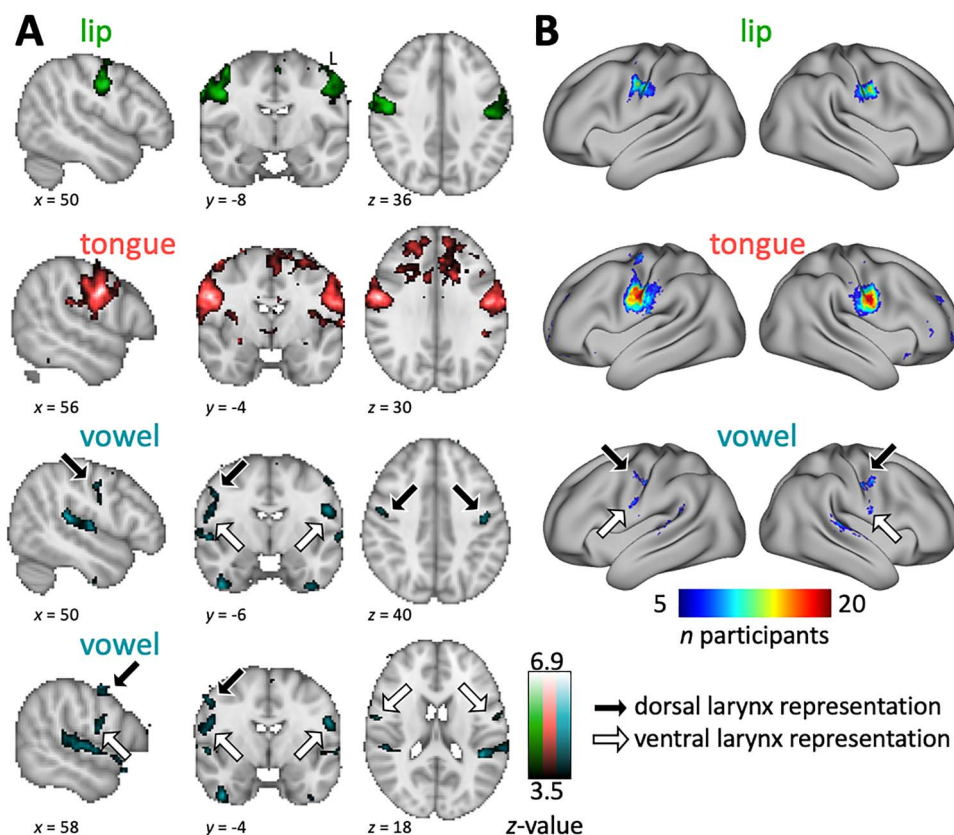 A
lip
L
x = 50
y = -8
z = 36
tongue
x = 56
y = -4
z = 30
vowel
x = 50
y = -6
z = 40
vowel
x = 58
y = -4
z = 18
6.9
3.5
z-value
B
lip
tongue
vowel
5
20
n participants
dorsal larynx representation
ventral larynx representation